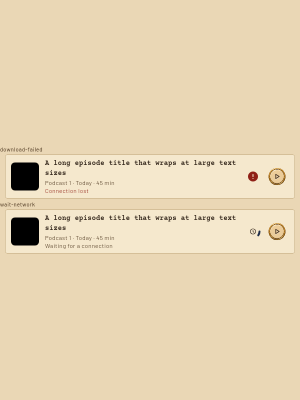 download-failed
A long episode title that wraps at large text
sizes
Podcast 1 · Today · 45 min
Connection lost
wait-network
A long episode title that wraps at large text
sizes
Podcast 1 · Today · 45 min
Waiting for a connection